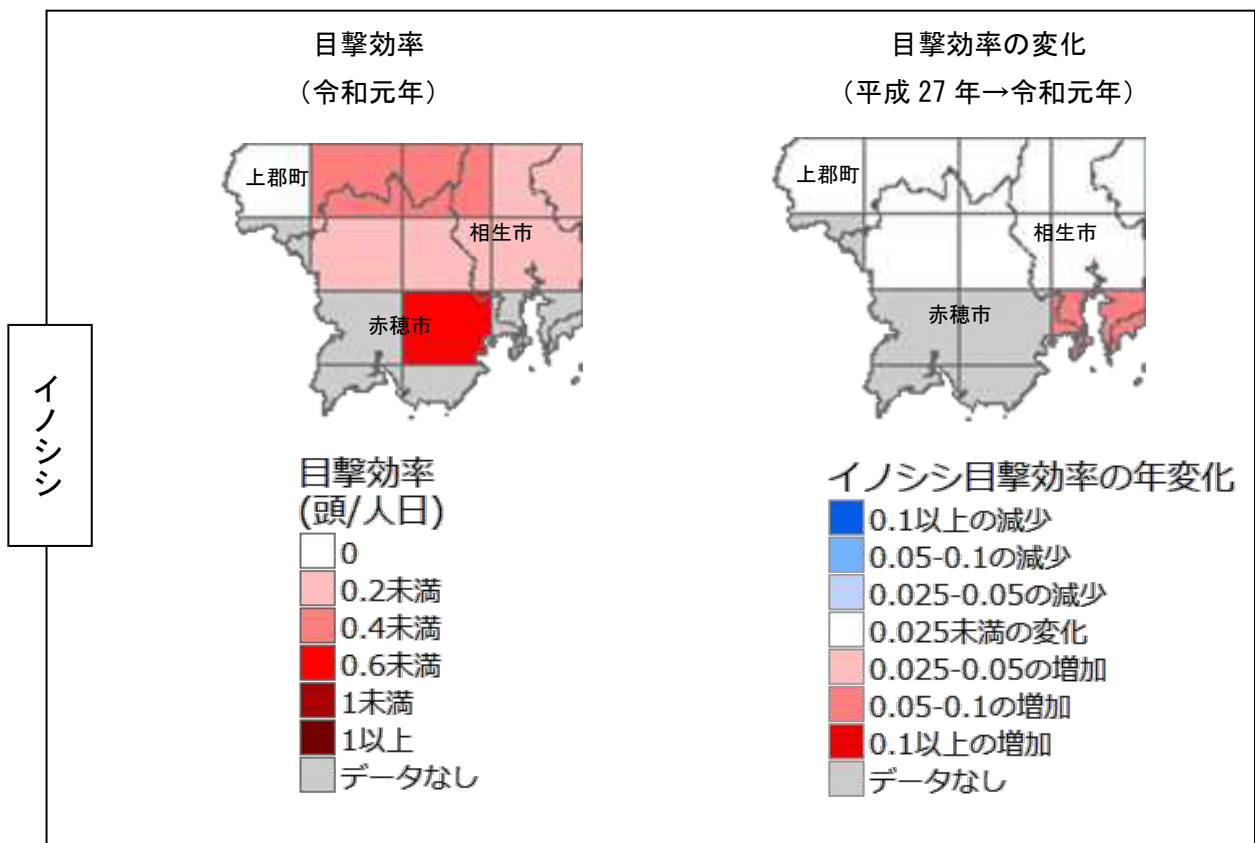 イノシシ
目撃効率
（令和元年）
上郡町
相生市
赤穂市
目撃効率
(頭/人日)
0
0.2未満
0.4未満
0.6未満
1未満
1以上
データなし
目撃効率の変化
（平成 27 年→令和元年）
上郡町
相生市
赤穂市
イノシシ目撃効率の年変化
0.1以上の減少
0.05-0.1の減少
0.025-0.05の減少
0.025未満の変化
0.025-0.05の増加
0.05-0.1の増加
0.1以上の増加
データなし